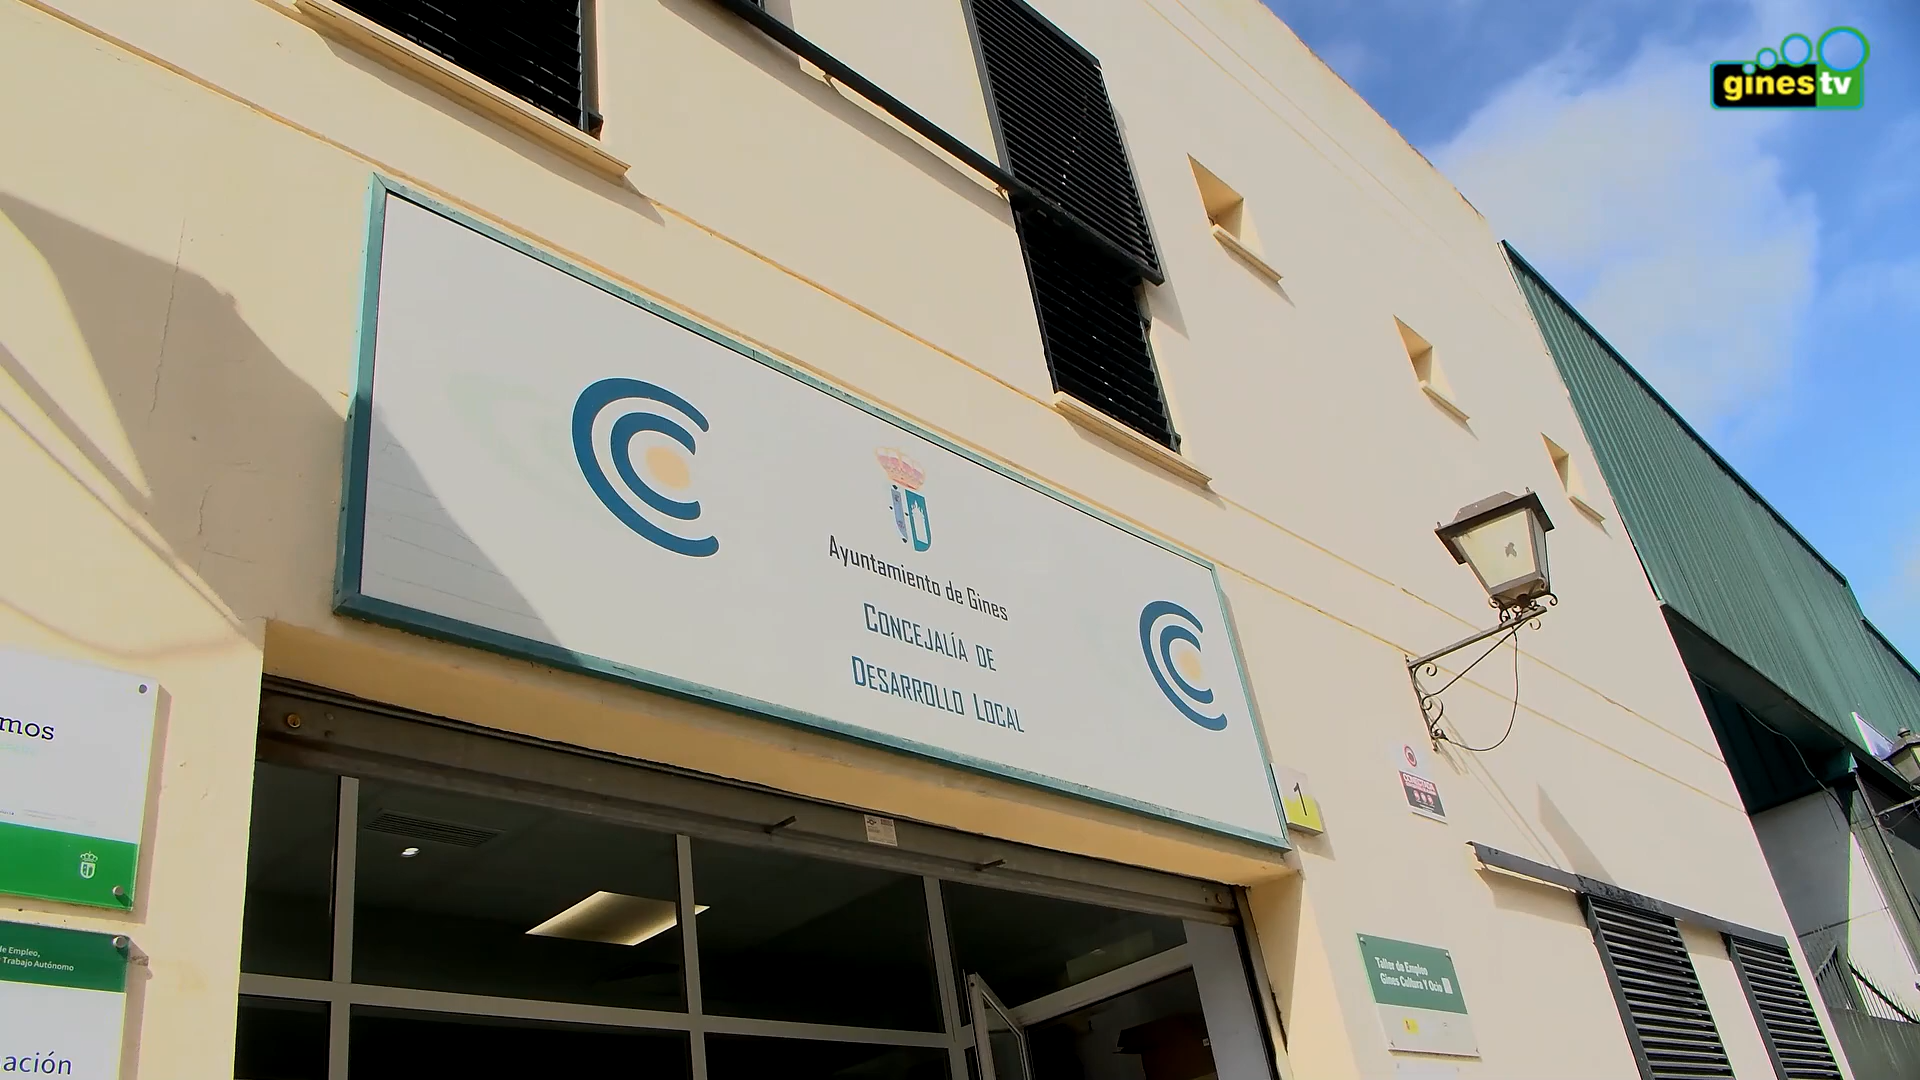 gines tv
Ayuntamiento de Gines
CONCEJALÍA DE
DESARROLLO LOCAL
mos
1
de Empleo,
Trabajo Autónomo
ación
Taller de Empleo
Gines Cultura Y Ocio